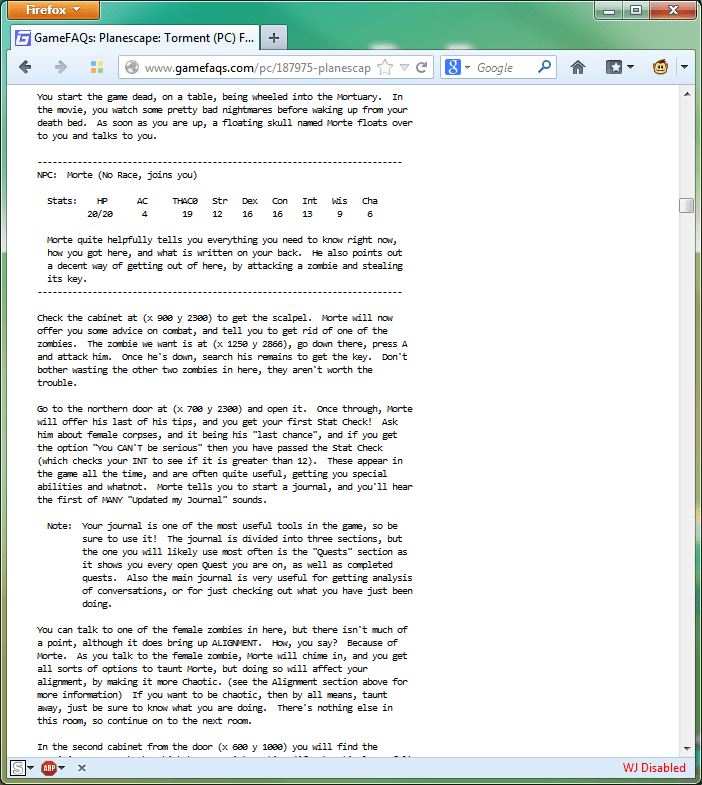 Firefox
GameFAQs: Planescape: Torment (PC) F...
www.gamefaqs.com/pc/187975-planescap
Google
You start the game dead, on a table, being wheeled into the Mortuary.  In
the movie, you watch some pretty bad nightmares before waking up from your
death bed.  As soon as you are up, a floating skull named Morte floats over
to you and talks to you.
-------------------------------------------------------------------------
NPC:  Morte (No Race, joins you)
Stats:    HP      AC     THAC0   Str   Dex   Con   Int   Wis   Cha
20/20      4       19    12    16    16    13     9     6
Morte quite helpfully tells you everything you need to know right now,
how you got here, and what is written on your back.  He also points out
a decent way of getting out of here, by attacking a zombie and stealing
its key.
-------------------------------------------------------------------------
Check the cabinet at (x 900 y 2300) to get the scalpel.  Morte will now
offer you some advice on combat, and tell you to get rid of one of the
zombies.  The zombie we want is at (x 1250 y 2866), go down there, press A
and attack him.  Once he's down, search his remains to get the key.  Don't
bother wasting the other two zombies in here, they aren't worth the
trouble.
Go to the northern door at (x 700 y 2300) and open it.  Once through, Morte
will offer his last of his tips, and you get your first Stat Check!  Ask
him about female corpses, and it being his "last chance", and if you get
the option "You CAN'T be serious" then you have passed the Stat Check
(which checks your INT to see if it is greater than 12).  These appear in
the game all the time, and are often quite useful, getting you special
abilities and whatnot.  Morte tells you to start a journal, and you'll hear
the first of MANY "Updated my Journal" sounds.
Note:  Your journal is one of the most useful tools in the game, so be
sure to use it!  The journal is divided into three sections, but
the one you will likely use most often is the "Quests" section as
it shows you every open Quest you are on, as well as completed
quests.  Also the main journal is very useful for getting analysis
of conversations, or for just checking out what you have just been
doing.
You can talk to one of the female zombies in here, but there isn't much of
a point, although it does bring up ALIGNMENT.  How, you say?  Because of
Morte.  As you talk to the female zombie, Morte will chime in, and you get
all sorts of options to taunt Morte, but doing so will affect your
alignment, by making it more Chaotic. (see the Alignment section above for
more information)  If you want to be chaotic, then by all means, taunt
away, just be sure to know what you are doing.  There's nothing else in
this room, so continue on to the next room.
In the second cabinet from the door (x 600 y 1000) you will find the
ABP
WJ Disabled